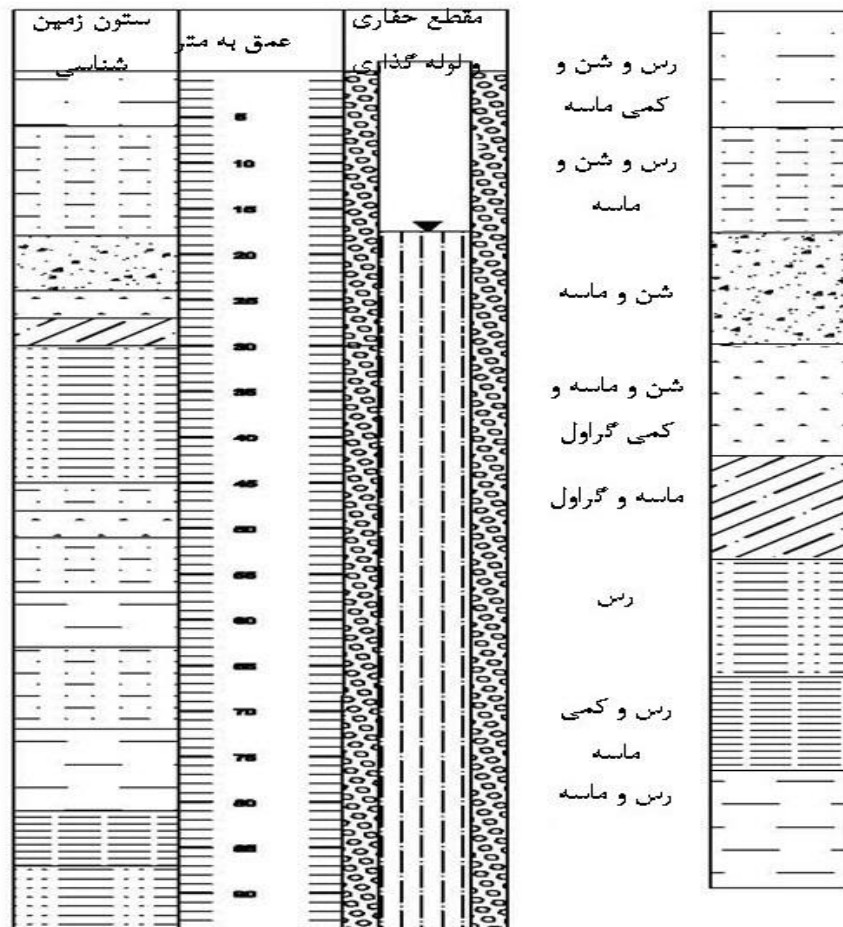 ستون زمین
شناسی
عمق به متر
مقطع حفاری
و لوله گذاری
5
10
15
20
25
30
35
40
45
50
55
60
65
70
75
80
85
90
رس و شن و
کمی ماسه
رس و شن و
ماسه
شن و ماسه
شن و ماسه و
کمی گراول
ماسه و گراول
رس
رس و کمی
ماسه
رس و ماسه